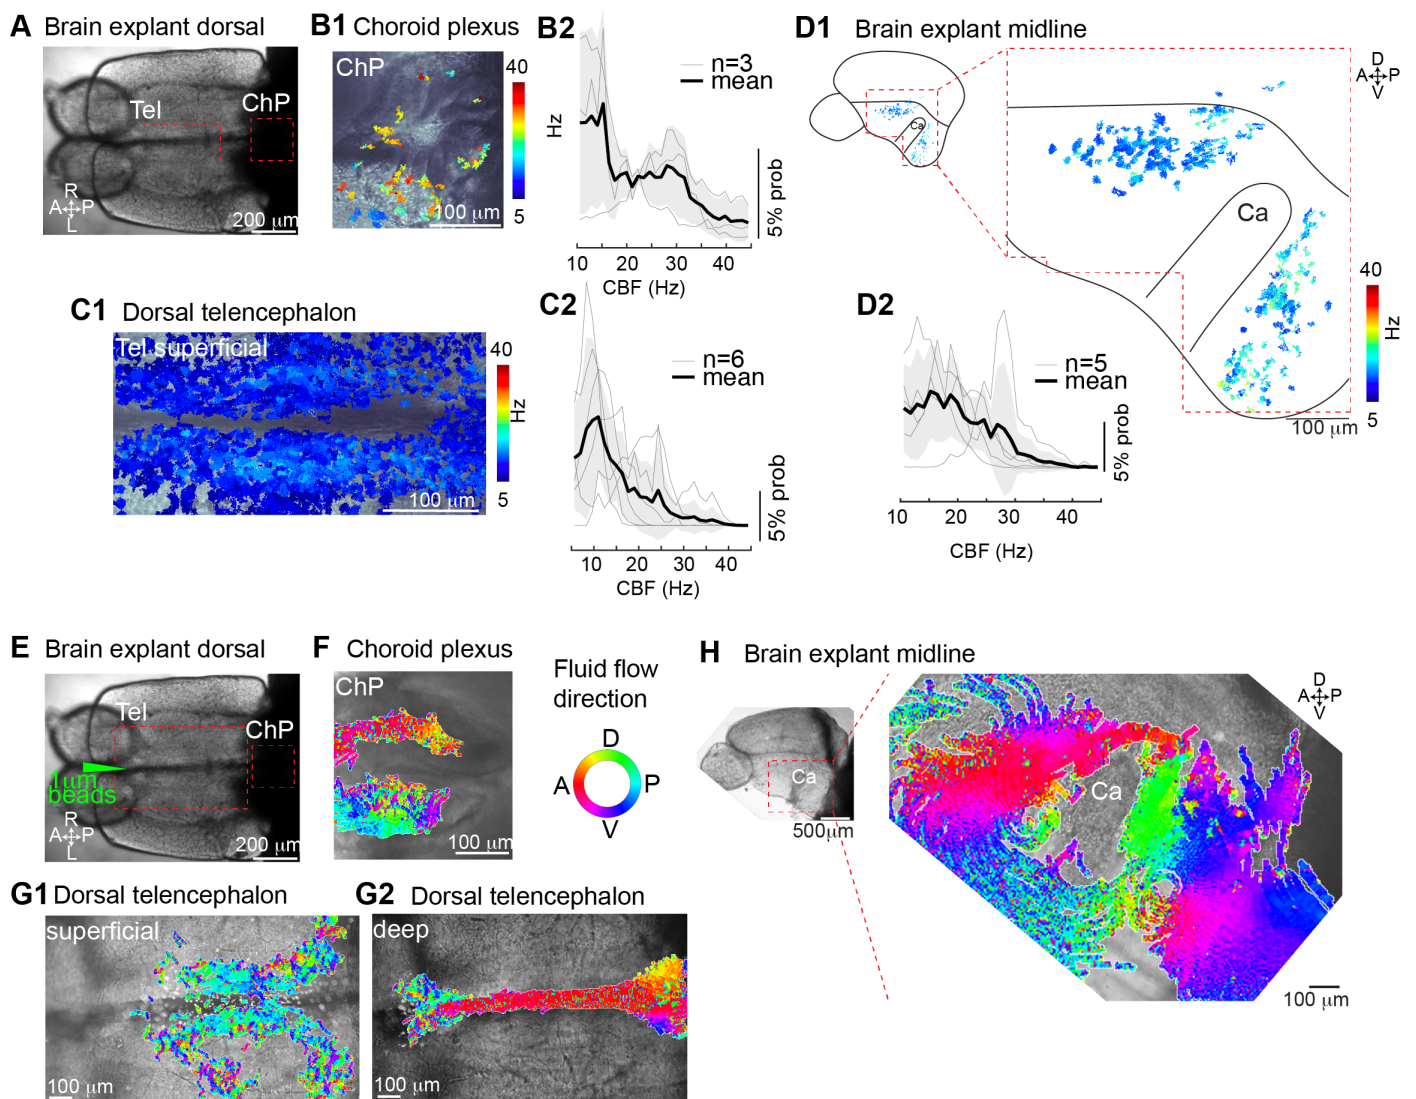 A Brain explant dorsal
Tel
ChP
R
A P
L
200 µm
B1 Choroid plexus
ChP
100 µm
40
5
Hz
B2
n=3
mean
5% prob
10 20 30 40
CBF (Hz)
C1 Dorsal telencephalon
Tel superficial
100 µm
40
Hz
5
C2
n=6
mean
5% prob
10 20 30 40
CBF (Hz)
D1 Brain explant midline
Ca
D
A P
V
Ca
40
Hz
5
100 µm
D2
n=5
mean
5% prob
10 20 30 40
CBF (Hz)
E Brain explant dorsal
Tel
ChP
1µm
beads
R
A P
L
200 µm
F Choroid plexus
ChP
100 µm
Fluid flow
direction
D
A P
V
G1 Dorsal telencephalon
superficial
100 µm
G2 Dorsal telencephalon
deep
100 µm
H Brain explant midline
Ca
500µm
D
A P
V
Ca
100 µm